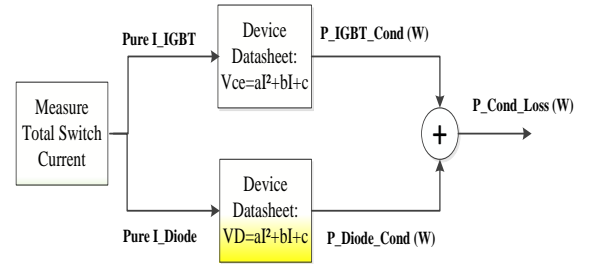 Pure I_IGBT
Device
Datasheet:
Vce=aI²+bI+c
P_IGBT_Cond (W)
Measure
Total Switch
Current
+
P_Cond_Loss (W)
Pure I_Diode
Device
Datasheet:
VD=aI²+bI+c
P_Diode_Cond (W)